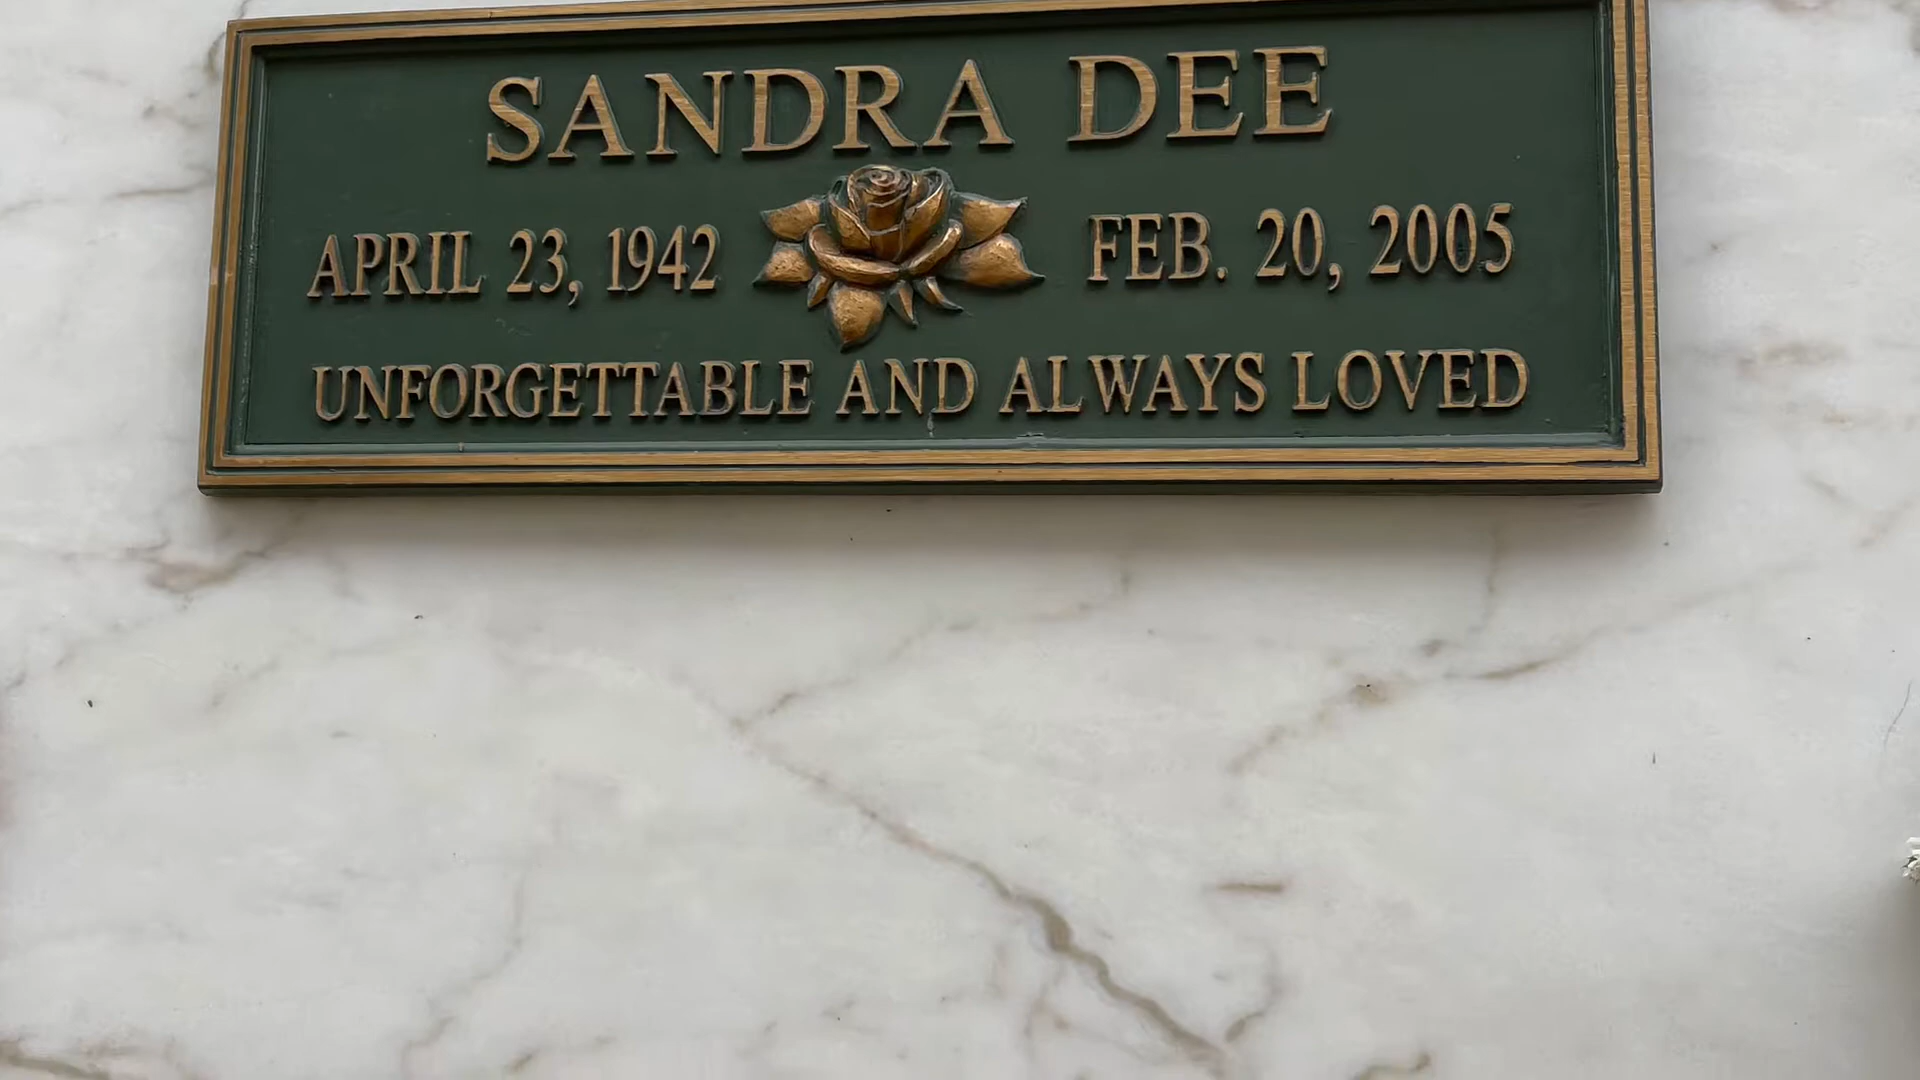 SANDRA DEE
APRIL 23, 1942 FEB. 20, 2005
UNFORGETTABLE AND ALWAYS LOVED